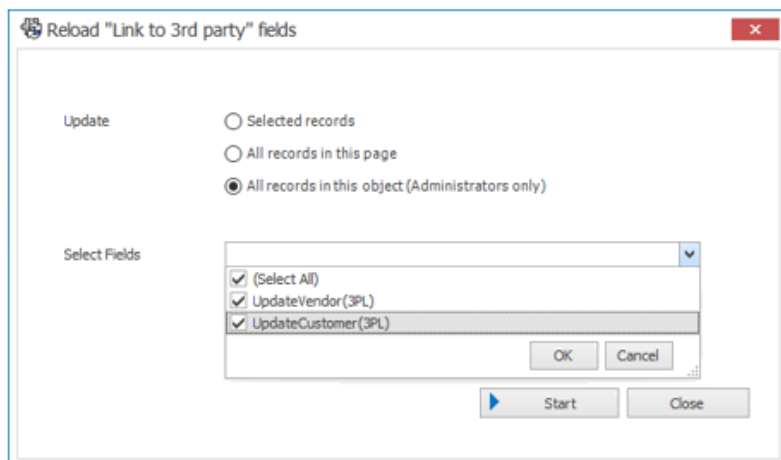 Reload "Link to 3rd party" fields
Update
Selected records
All records in this page
All records in this object (Administrators only)
Select Fields
(Select All)
UpdateVendor(3PL)
UpdateCustomer(3PL)
OK Cancel
Start Close